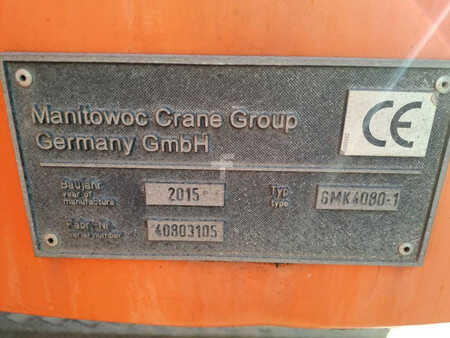 Manitowoc Crane Group
Germany GmbH
CE
Baujahr
year of
manufacture
2015
Typ
type
GMK4080-1
Fabr.-Nr.
serial number
40803105